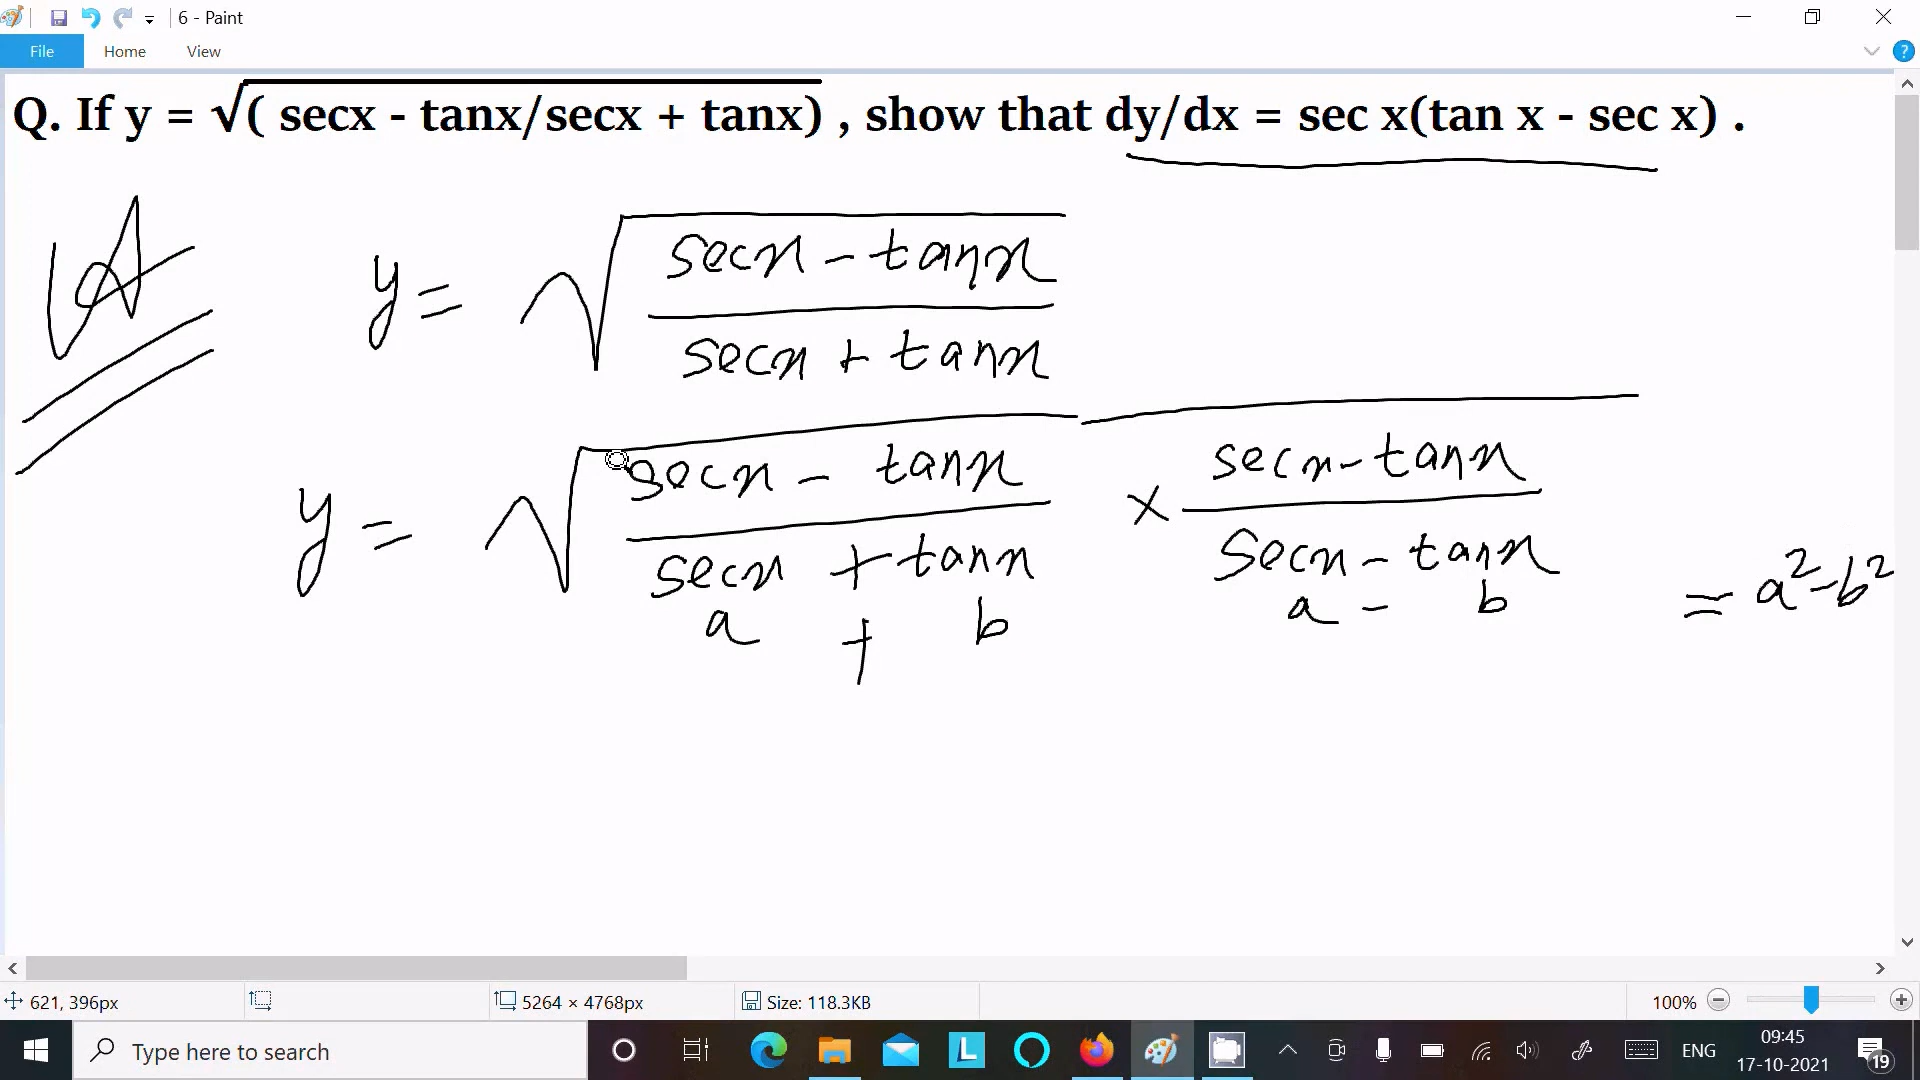 6 - Paint
File Home View
Q. If y = √( secx - tanx/secx + tanx) , show that dy/dx = sec x(tan x - sec x) .
y = √ secx - tanx
secx + tanx
y = √ secx - tanx × secx - tanx
secx + tanx secx - tanx
a + b a - b = a² - b²
621, 396px 5264 × 4768px Size: 118.3KB 100%
Type here to search
L
ENG
09:45
17-10-2021
19